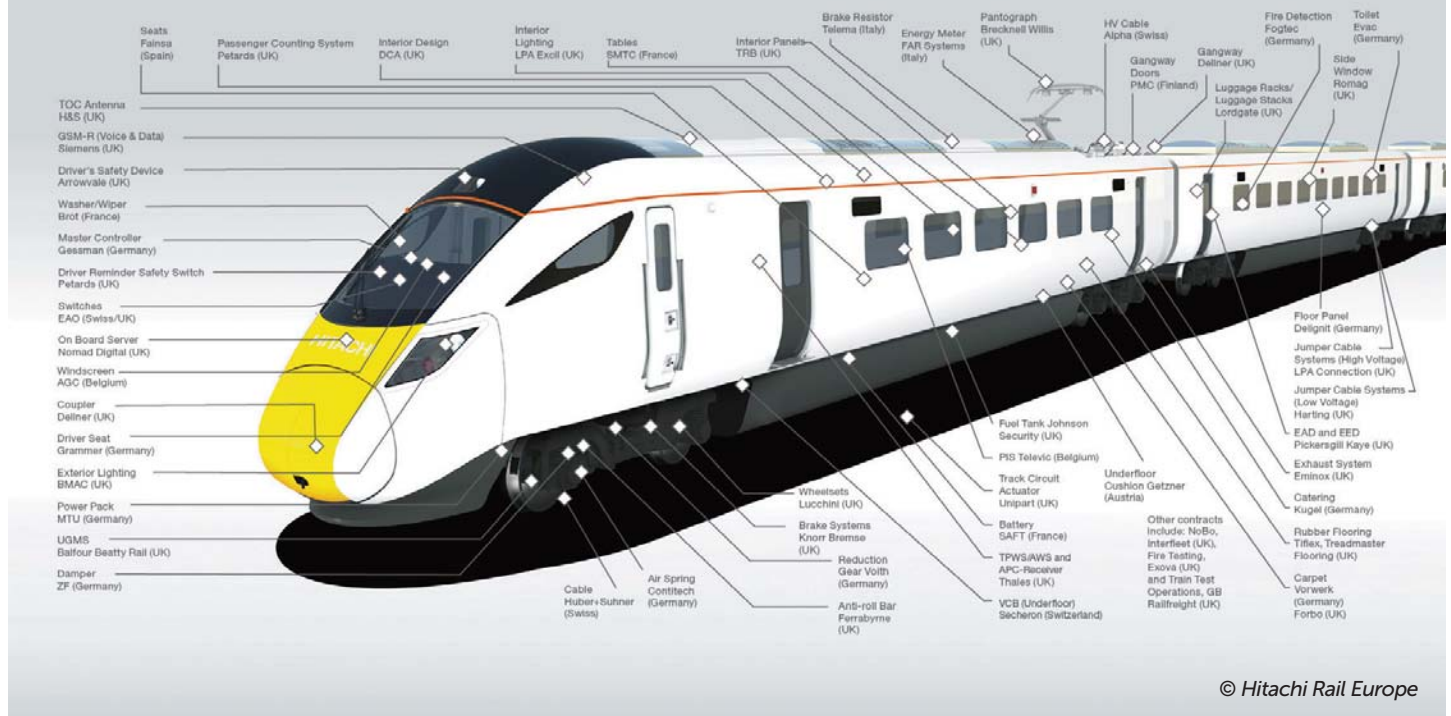 Seats
Fainsa
(Spain)
Passenger Counting System
Petards (UK)
Interior Design
DCA (UK)
Interior
Lighting
LPA Excil (UK)
Tables
SMTC (France)
Interior Panels
TRB (UK)
Brake Resistor
Telema (Italy)
Energy Meter
FAR Systems
(Italy)
Pantograph
Brecknell Willis
(UK)
HV Cable
Alpha (Swiss)
Gangway
Doors
PMC (Finland)
Gangway
Dellner (UK)
Luggage Racks/
Luggage Stacks
Lordgate (UK)
Fire Detection
Fogtec
(Germany)
Side
Window
Romag
(UK)
Toilet
Evac
(Germany)
TOC Antenna
H&S (UK)
GSM-R (Voice & Data)
Siemens (UK)
Driver's Safety Device
Arrowvale (UK)
Washer/Wiper
Brot (France)
Master Controller
Gessman (Germany)
Driver Reminder Safety Switch
Petards (UK)
Switches
EAO (Swiss/UK)
On Board Server
Nomad Digital (UK)
Windscreen
AGC (Belgium)
Coupler
Dellner (UK)
Driver Seat
Grammer (Germany)
Exterior Lighting
BMAC (UK)
Power Pack
MTU (Germany)
UGMS
Balfour Beatty Rail (UK)
Damper
ZF (Germany)
HITACHI
Cable
Huber+Suhner
(Swiss)
Air Spring
Contitech
(Germany)
Wheelsets
Lucchini (UK)
Brake Systems
Knorr Bremse
(UK)
Reduction
Gear Voith
(Germany)
Anti-roll Bar
Ferrabyrne
(UK)
Fuel Tank Johnson
Security (UK)
PIS Televic (Belgium)
Track Circuit
Actuator
Unipart (UK)
Battery
SAFT (France)
TPWS/AWS and
APC-Receiver
Thales (UK)
VCB (Underfloor)
Secheron (Switzerland)
Underfloor
Cushion Getzner
(Austria)
Other contracts
include: NoBo,
Interfleet (UK),
Fire Testing,
Exova (UK)
and Train Test
Operations, GB
Railfreight (UK)
Floor Panel
Delignit (Germany)
Jumper Cable
Systems (High Voltage)
LPA Connection (UK)
Jumper Cable Systems
(Low Voltage)
Harting (UK)
EAD and EED
Pickersgill Kaye (UK)
Exhaust System
Eminox (UK)
Catering
Kugel (Germany)
Rubber Flooring
Tiflex, Treadmaster
Flooring (UK)
Carpet
Vorwerk
(Germany)
Forbo (UK)
© Hitachi Rail Europe